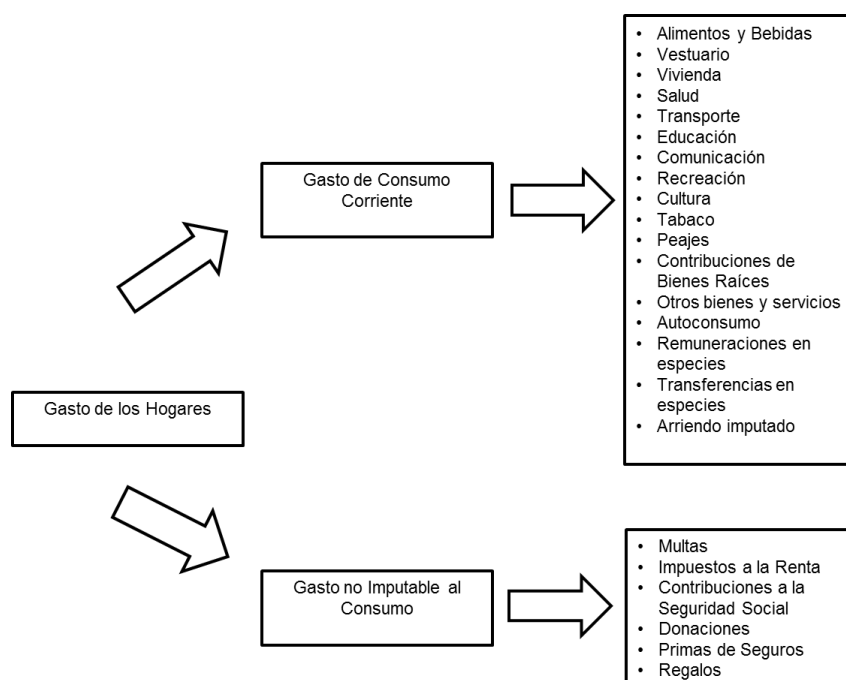 • Alimentos y Bebidas
• Vestuario
• Vivienda
• Salud
• Transporte
• Educación
• Comunicación
• Recreación
• Cultura
• Tabaco
• Peajes
• Contribuciones de
Bienes Raíces
• Otros bienes y servicios
• Autoconsumo
• Remuneraciones en
especies
• Transferencias en
especies
• Arriendo imputado
Gasto de Consumo
Corriente
Gasto de los Hogares
Gasto no Imputable al
Consumo
• Multas
• Impuestos a la Renta
• Contribuciones a la
Seguridad Social
• Donaciones
• Primas de Seguros
• Regalos